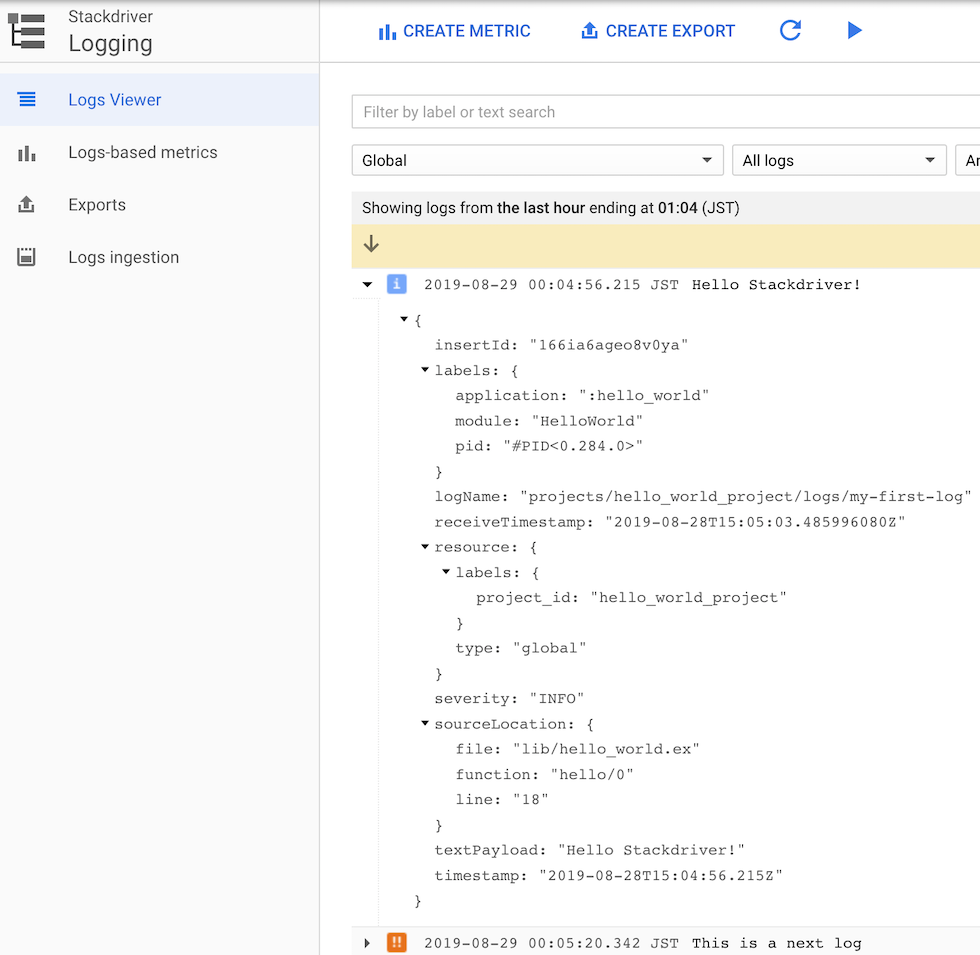 Stackdriver
Logging
CREATE METRIC
CREATE EXPORT
Logs Viewer
Logs-based metrics
Exports
Logs ingestion
Filter by label or text search
Global
All logs
Showing logs from the last hour ending at 01:04 (JST)
i 2019-08-29 00:04:56.215 JST Hello Stackdriver!
{
insertId: "166ia6ageo8v0ya"
labels: {
application: ":hello_world"
module: "HelloWorld"
pid: "#PID<0.284.0>"
}
logName: "projects/hello_world_project/logs/my-first-log"
receiveTimestamp: "2019-08-28T15:05:03.485996080Z"
resource: {
labels: {
project_id: "hello_world_project"
}
type: "global"
}
severity: "INFO"
sourceLocation: {
file: "lib/hello_world.ex"
function: "hello/0"
line: "18"
}
textPayload: "Hello Stackdriver!"
timestamp: "2019-08-28T15:04:56.215Z"
}
!! 2019-08-29 00:05:20.342 JST This is a next log